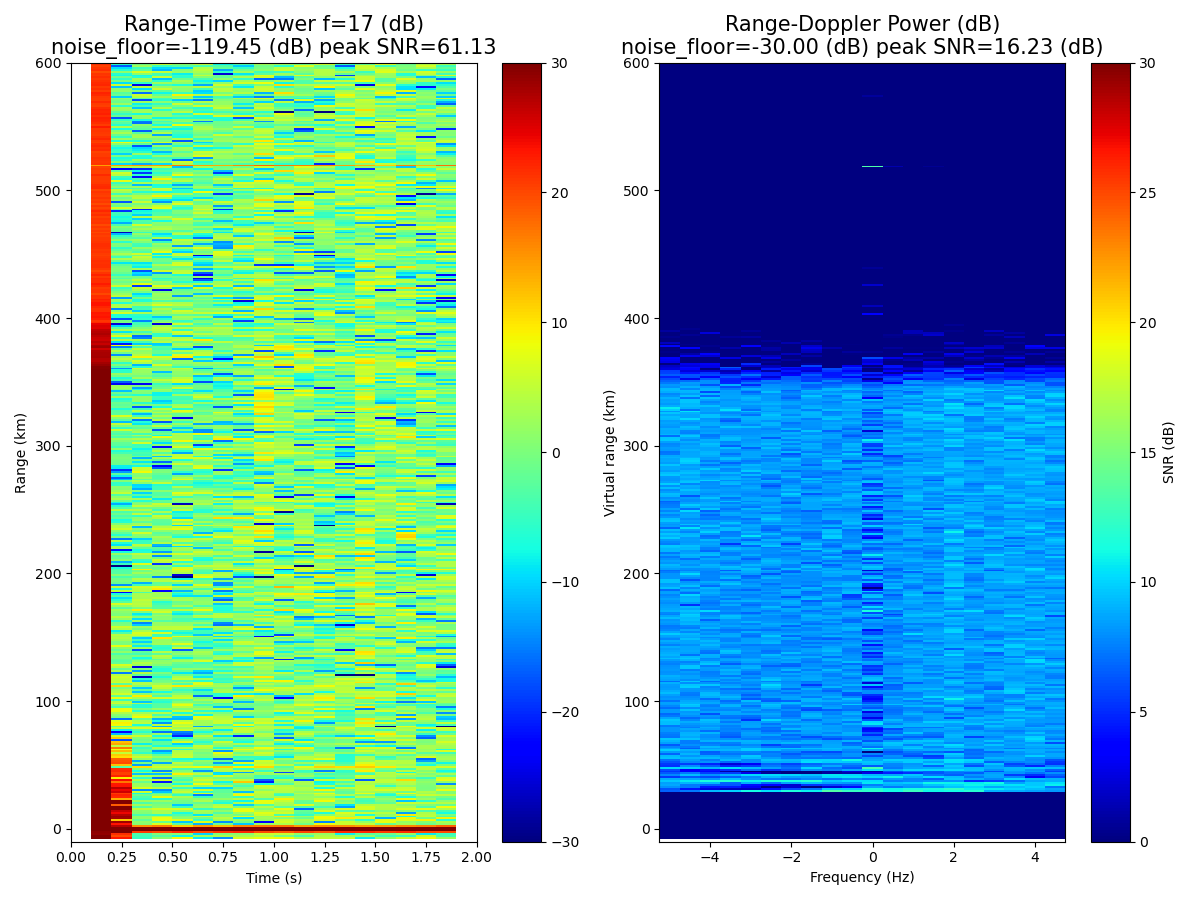 Range-Time Power f=17 (dB)
noise_floor=-119.45 (dB) peak SNR=61.13
Range (km)
600
500
400
300
200
100
0
0.00 0.25 0.50 0.75 1.00 1.25 1.50 1.75 2.00
Time (s)
30
20
10
0
−10
−20
−30
Range-Doppler Power (dB)
noise_floor=-30.00 (dB) peak SNR=16.23 (dB)
Virtual range (km)
600
500
400
300
200
100
0
−4 −2 0 2 4
Frequency (Hz)
30
25
20
15
10
5
0
SNR (dB)